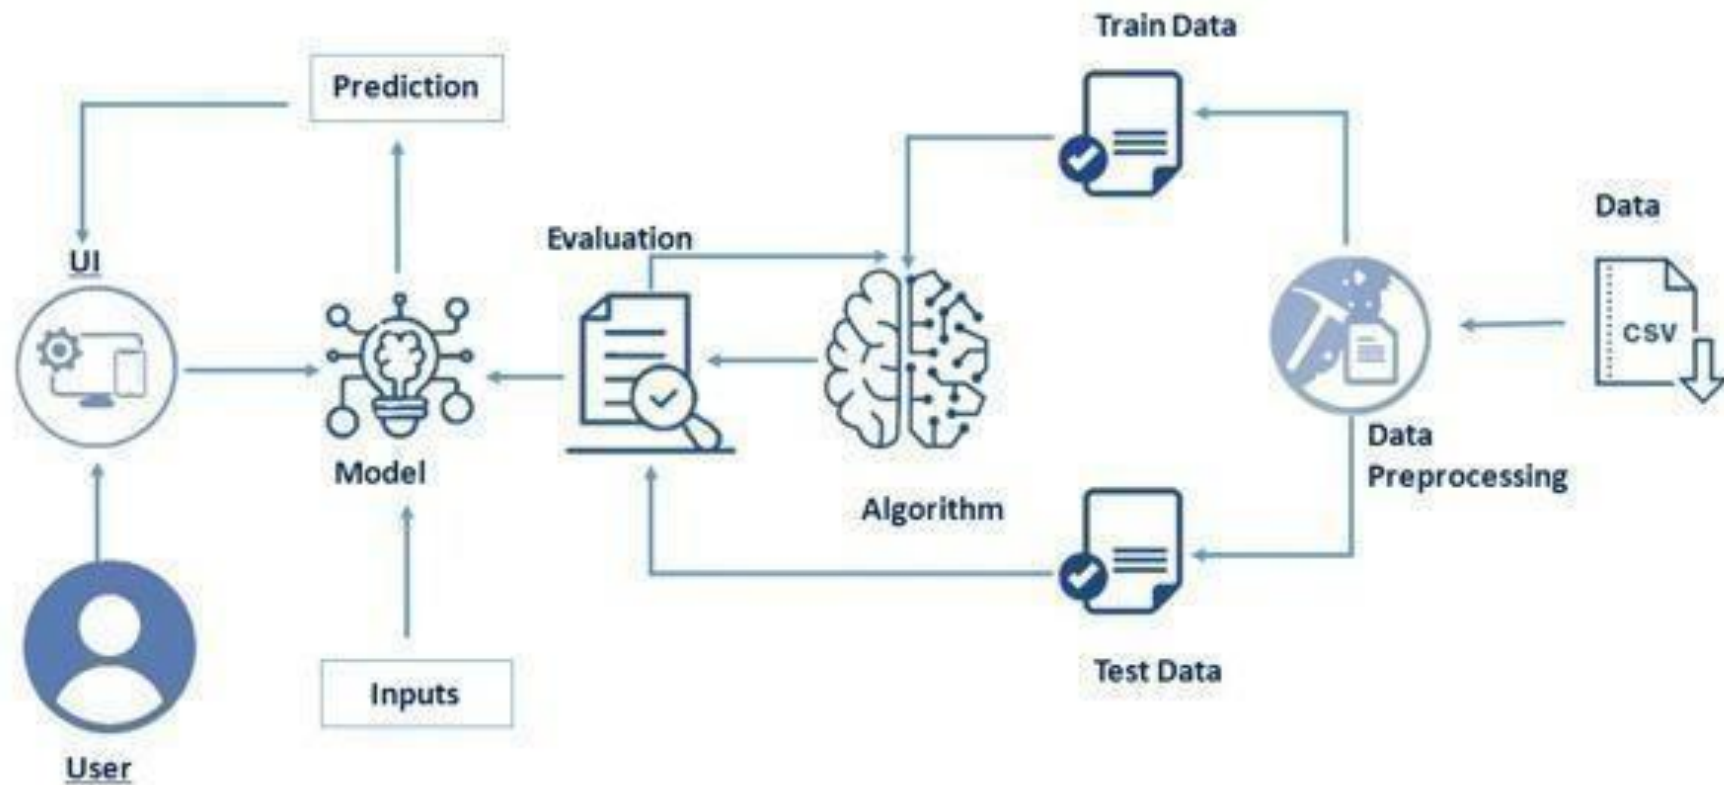 Train Data
Prediction
Data
Evaluation
UI
CSV
Data
Preprocessing
Model
Algorithm
Test Data
Inputs
User